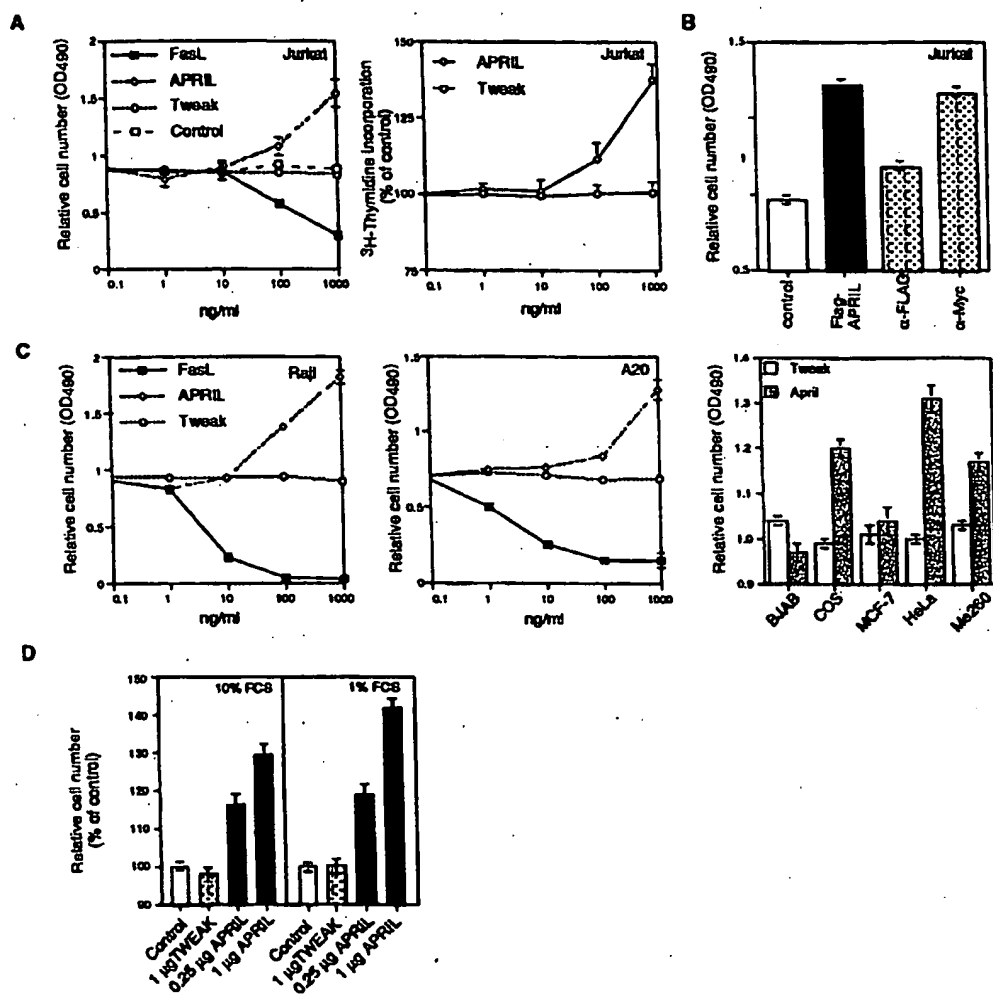 A
Relative cell number (OD490)
2
1.5
1
0.5
0
FasL
APRIL
Tweak
Control
Jurkat
0.1
1
10
100
1000
ng/ml
3H-Thymidine Incorporation
(% of control)
150
125
100
75
APRIL
Tweak
Jurkat
0.1
1
10
100
1000
ng/ml
B
Relative cell number (OD490)
1.5
1
0.5
Jurkat
control
Flag-
APRIL
α-FLAG
α-Myc
C
Relative cell number (OD490)
2
1.5
1
0.5
0
FasL
APRIL
Tweak
Raji
0.1
1
10
100
1000
ng/ml
Relative cell number (OD490)
1.5
1
0.5
0
A20
0.1
1
10
100
1000
ng/ml
Relative cell number (OD490)
1.4
1.3
1.2
1.1
1.0
0.9
Tweak
April
BJAB
COS
MCF-7
HeLa
Me260
D
Relative cell number
(% of control)
150
140
130
120
110
100
90
10% FCS
1% FCS
Control
1 µgTWEAK
0.25 µg APRIL
1 µg APRIL
Control
1 µgTWEAK
0.25 µg APRIL
1 µg APRIL